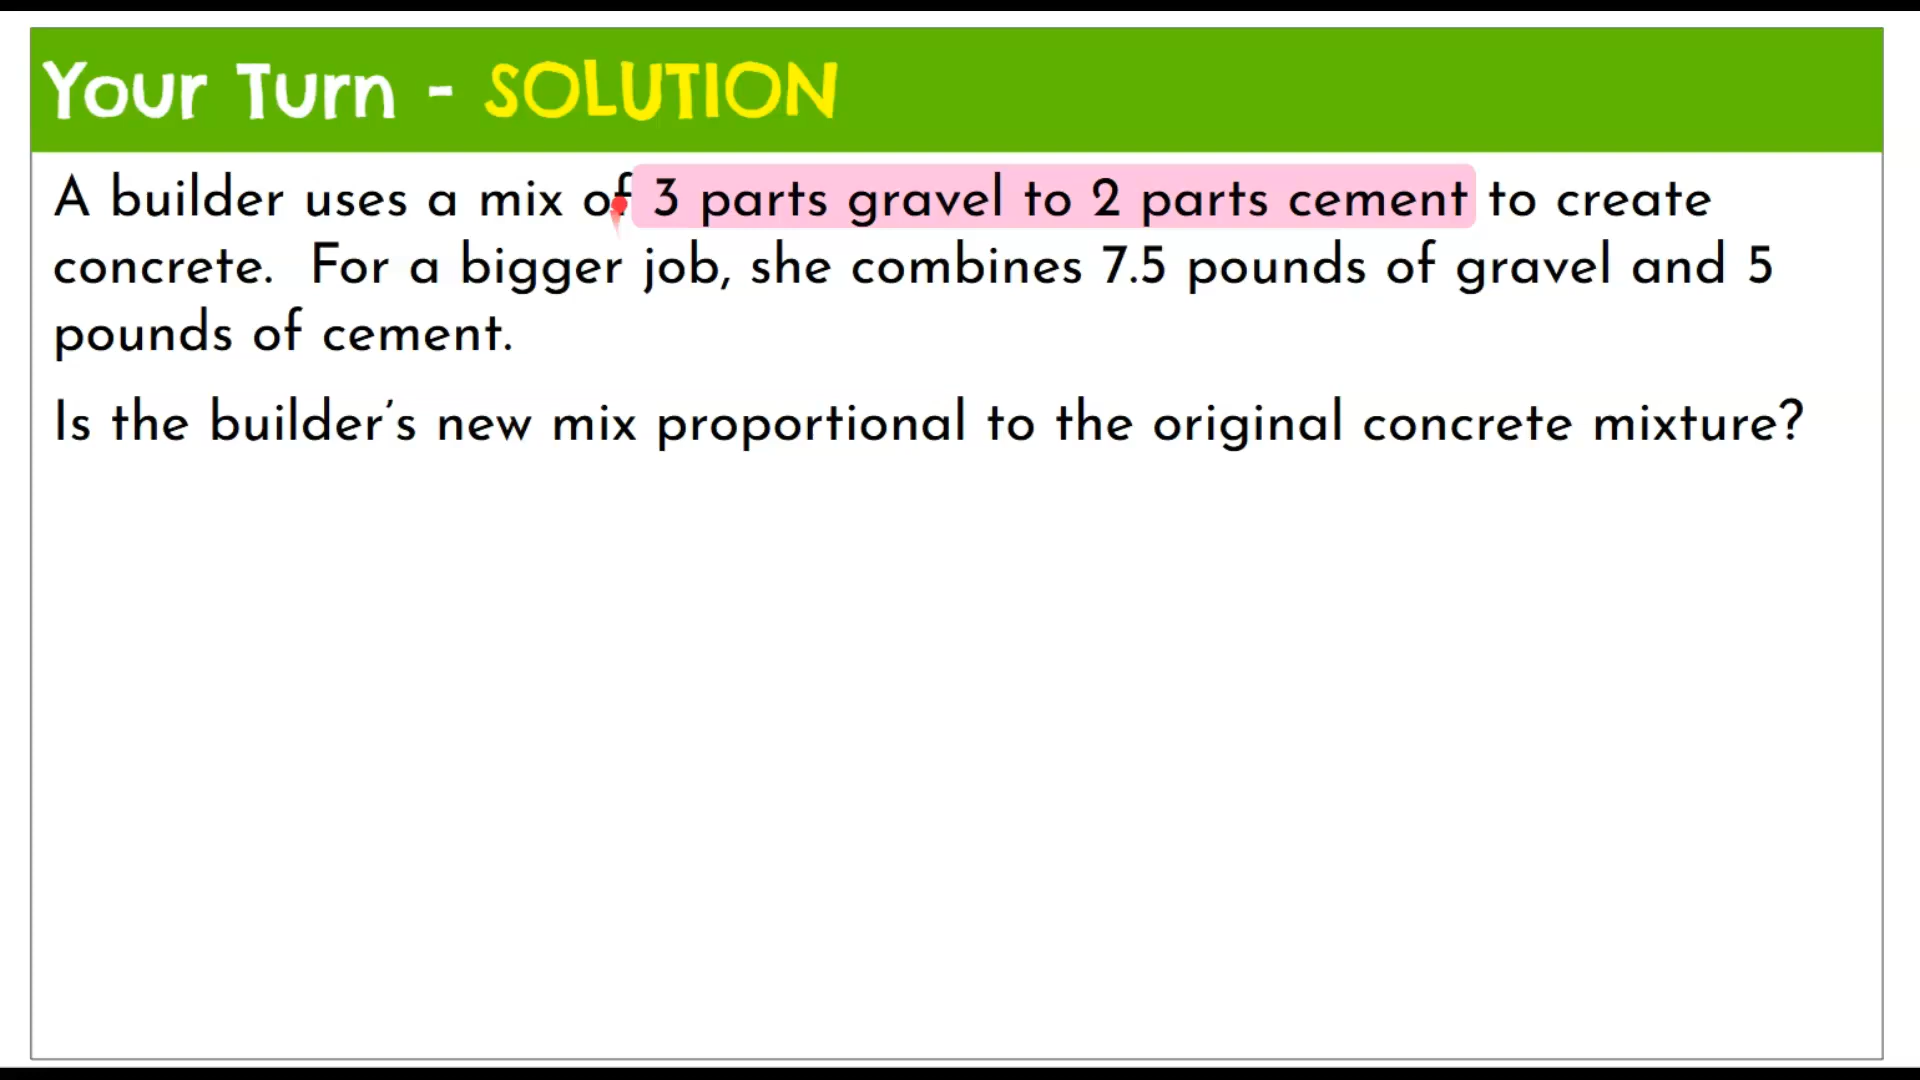 Your Turn - SOLUTION
A builder uses a mix of 3 parts gravel to 2 parts cement to create
concrete. For a bigger job, she combines 7.5 pounds of gravel and 5
pounds of cement.
Is the builder’s new mix proportional to the original concrete mixture?